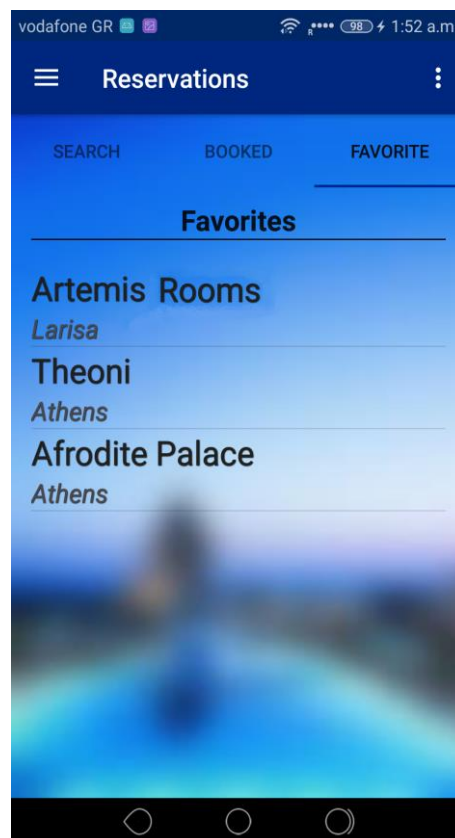 vodafone GR R 98 1:52 a.m
Reservations
SEARCH BOOKED FAVORITE
Favorites
Artemis Rooms
Larisa
Theoni
Athens
Afrodite Palace
Athens